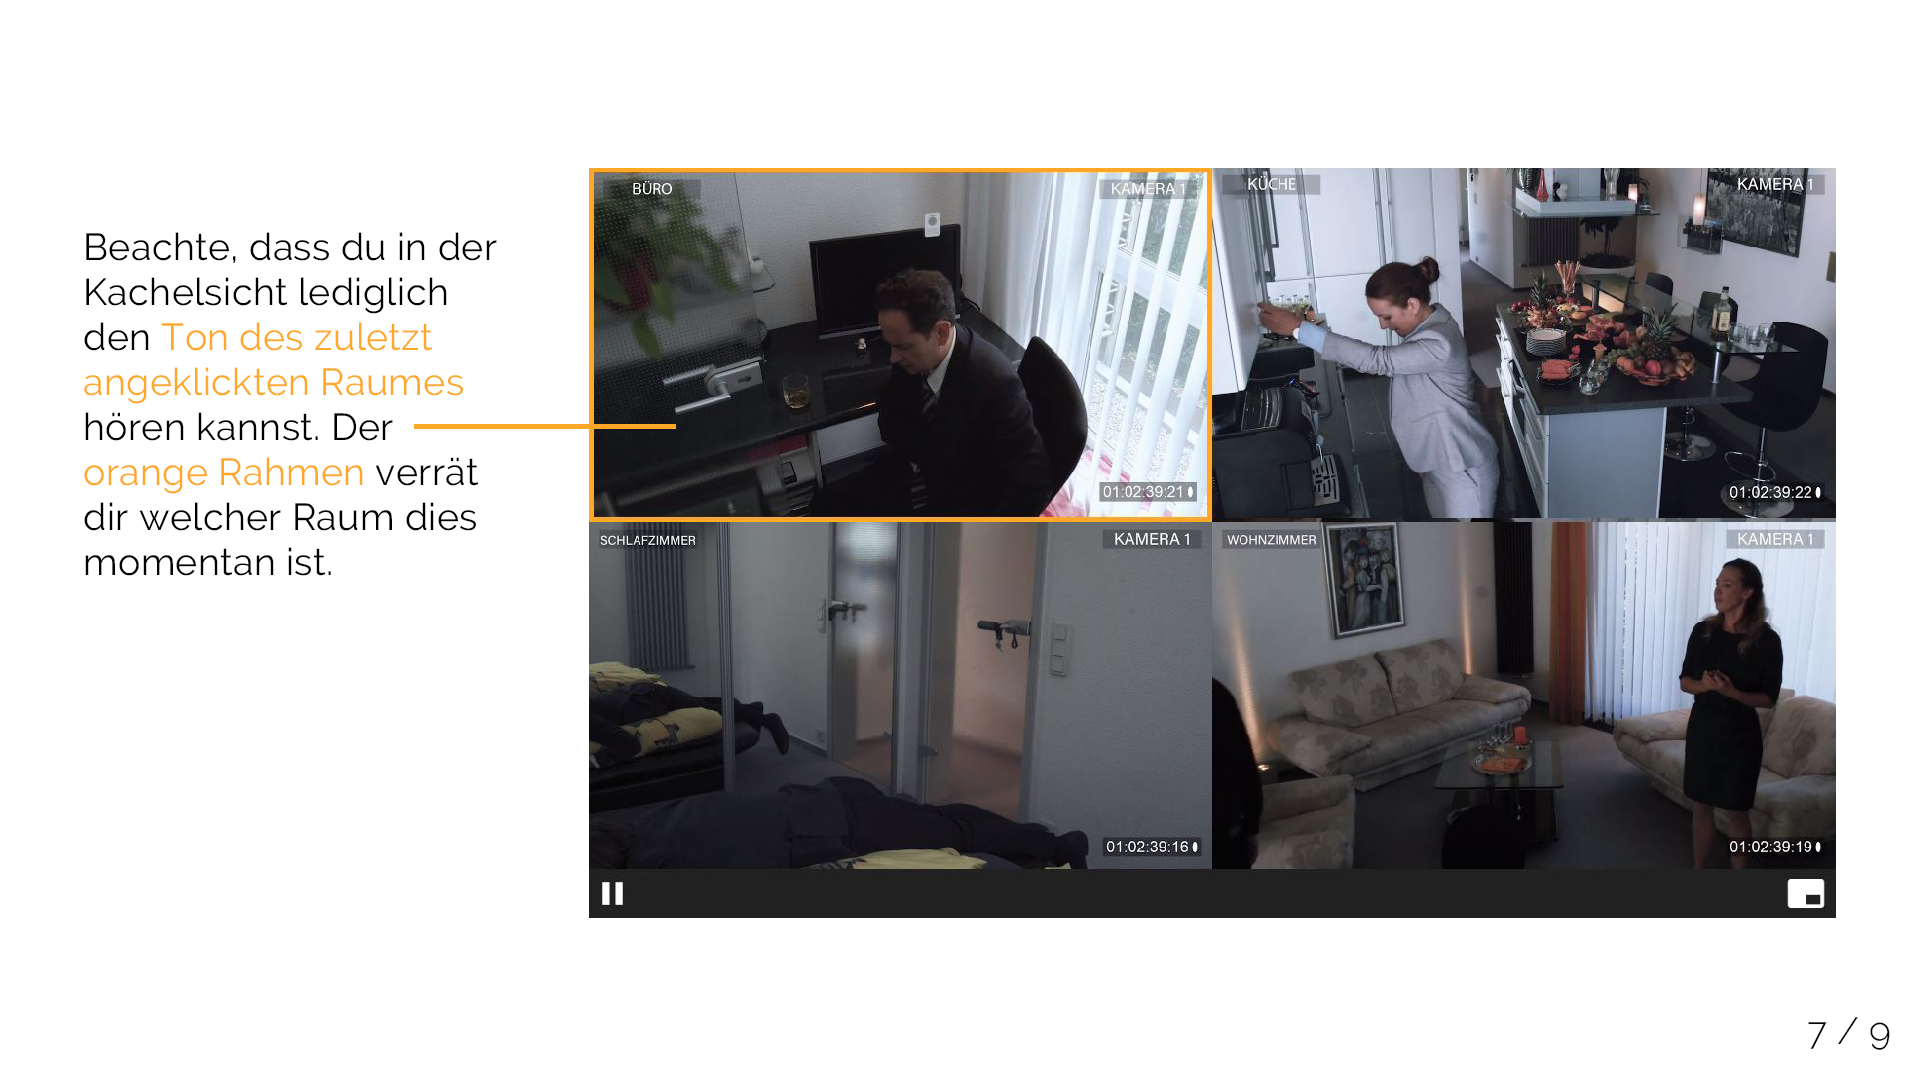 Beachte, dass du in der
Kachelsicht lediglich
den Ton des zuletzt
angeklickten Raumes
hören kannst. Der
orange Rahmen verrät
dir welcher Raum dies
momentan ist.
BÜRO
KAMERA 1
01:02:39:21
KÜCHE
KAMERA 1
01:02:39:22
SCHLAFZIMMER
KAMERA 1
01:02:39:16
WOHNZIMMER
KAMERA 1
01:02:39:19
7 / 9